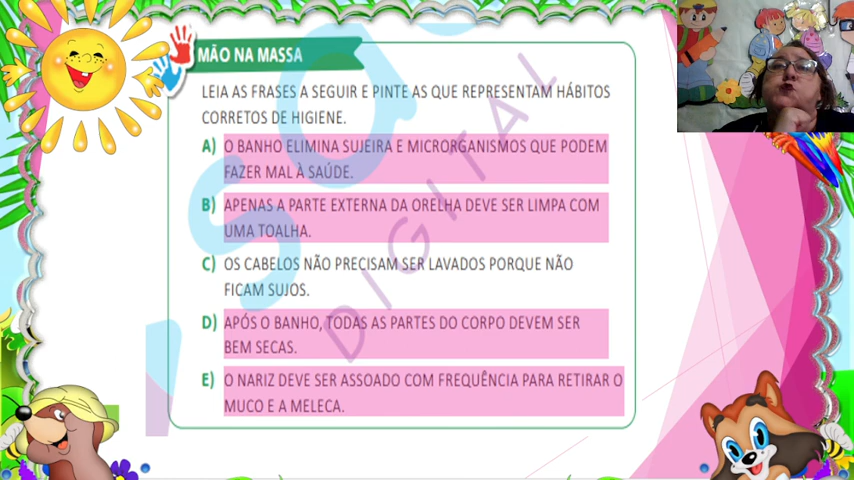 MÃO NA MASSA
LEIA AS FRASES A SEGUIR E PINTE AS QUE REPRESENTAM HÁBITOS
CORRETOS DE HIGIENE.
A) O BANHO ELIMINA SUJEIRA E MICRORGANISMOS QUE PODEM
FAZER MAL À SAÚDE.
B) APENAS A PARTE EXTERNA DA ORELHA DEVE SER LIMPA COM
UMA TOALHA.
C) OS CABELOS NÃO PRECISAM SER LAVADOS PORQUE NÃO
FICAM SUJOS.
D) APÓS O BANHO, TODAS AS PARTES DO CORPO DEVEM SER
BEM SECAS.
E) O NARIZ DEVE SER ASSOADO COM FREQUÊNCIA PARA RETIRAR O
MUCO E A MELECA.
DIGITAL